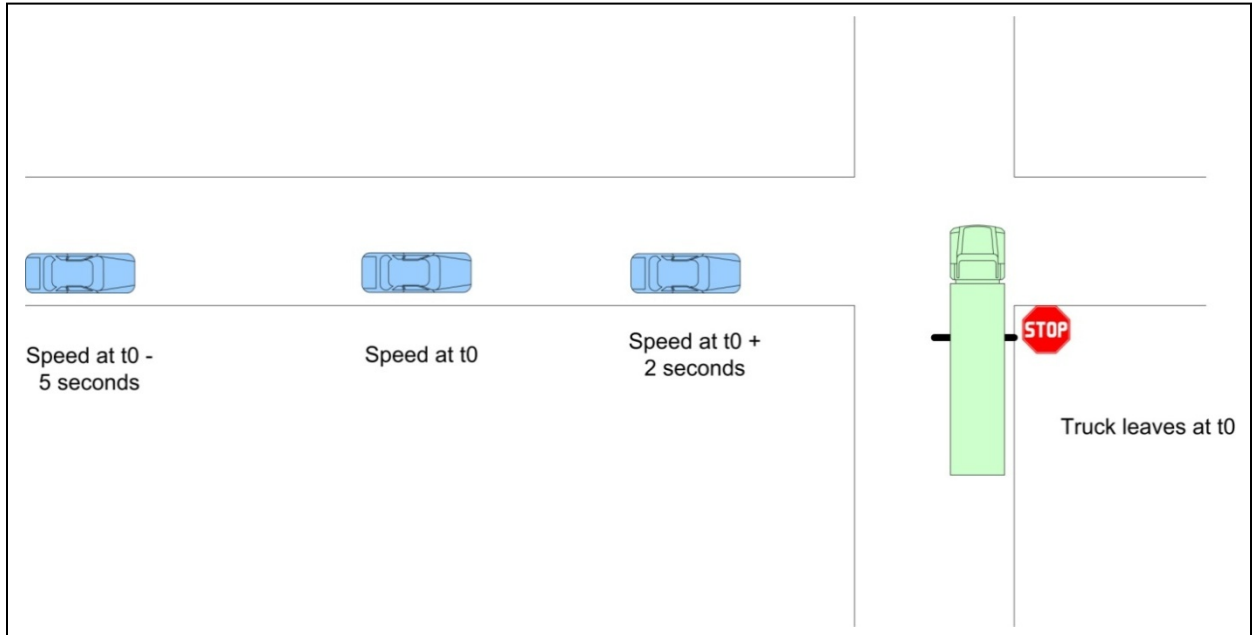 STOP
Speed at t0 -
5 seconds
Speed at t0
Speed at t0 +
2 seconds
Truck leaves at t0